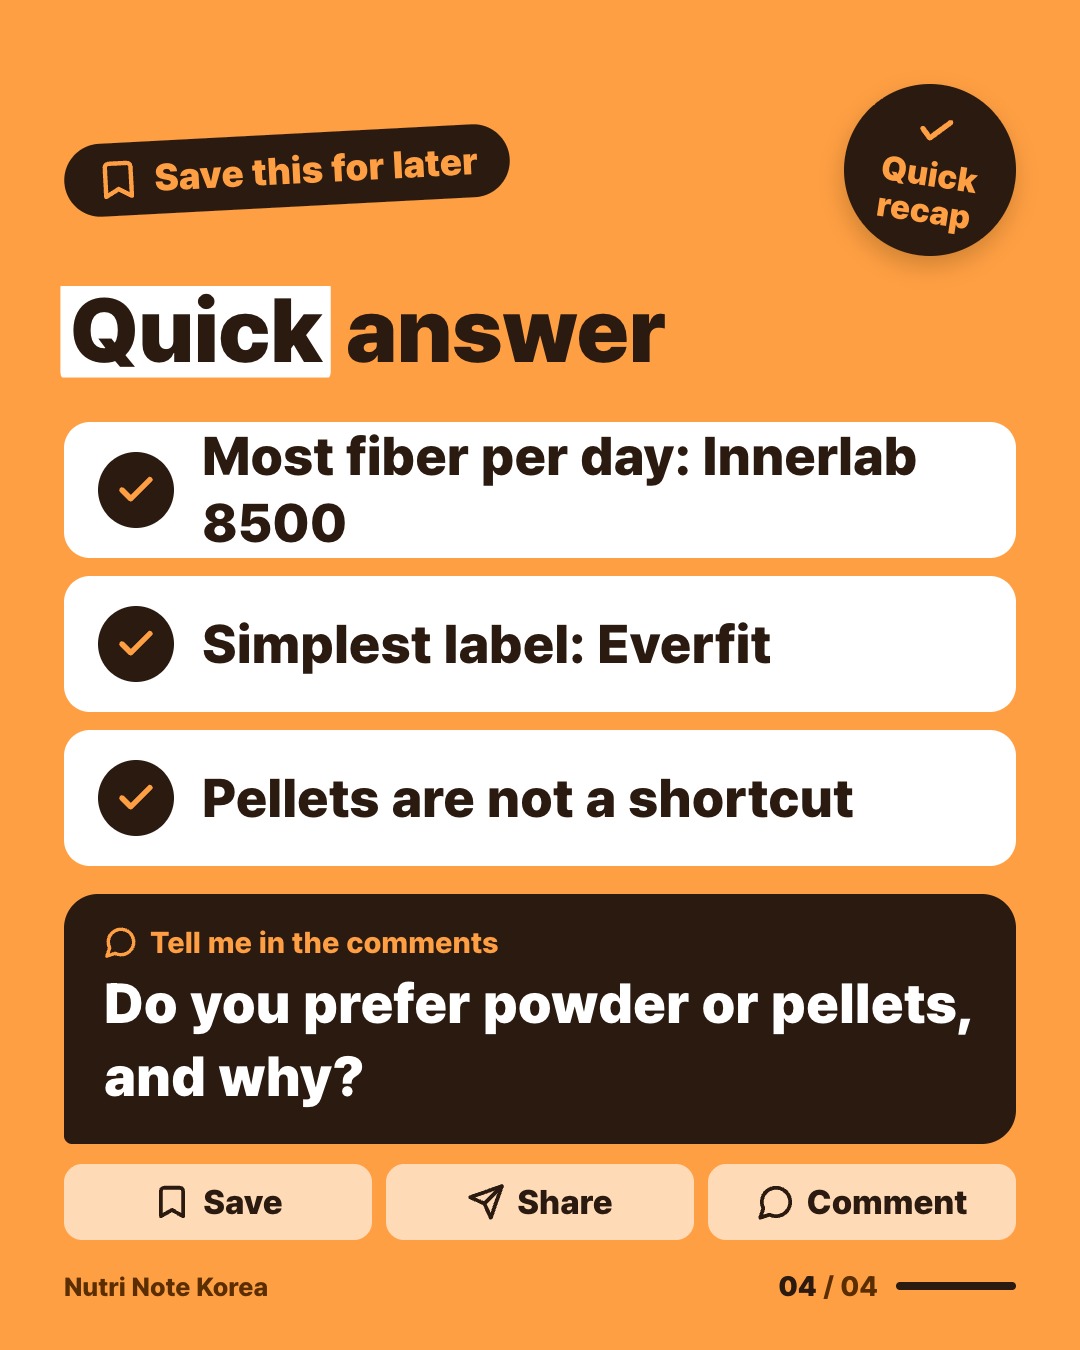 Save this for later
Quick
recap
Quick answer
Most fiber per day: Innerlab
8500
Simplest label: Everfit
Pellets are not a shortcut
Tell me in the comments
Do you prefer powder or pellets,
and why?
Save
Share
Comment
Nutri Note Korea
04 / 04